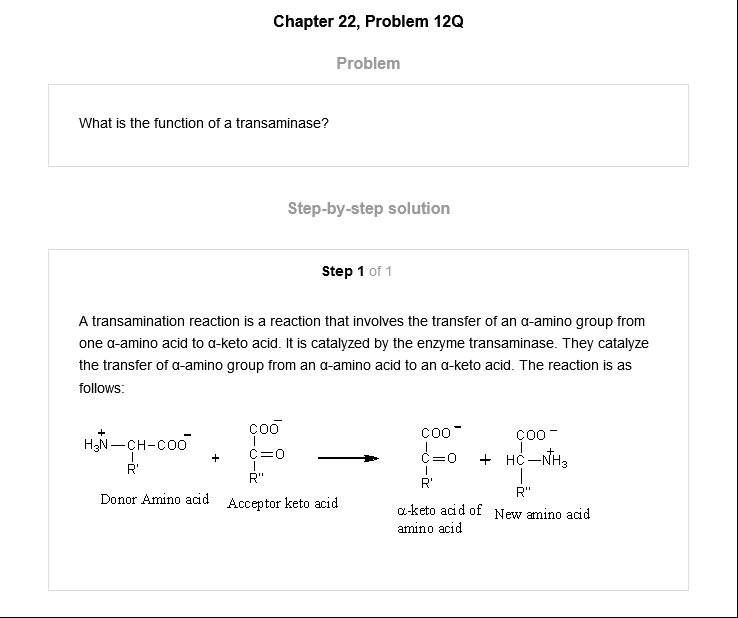 Chapter 22, Problem 12Q
Problem
What is the function of a transaminase?
Step-by-step solution
Step 1 of 1
A transamination reaction is a reaction that involves the transfer of an α-amino group from
one α-amino acid to α-keto acid. It is catalyzed by the enzyme transaminase. They catalyze
the transfer of α-amino group from an α-amino acid to an α-keto acid. The reaction is as
follows:
H₃N⁺—CH–COO⁻
R'
Donor Amino acid
+
COO⁻
C=O
R"
Acceptor keto acid
COO⁻
C=O
R'
α-keto acid of
amino acid
+
COO⁻
HC—N⁺H₃
R"
New amino acid